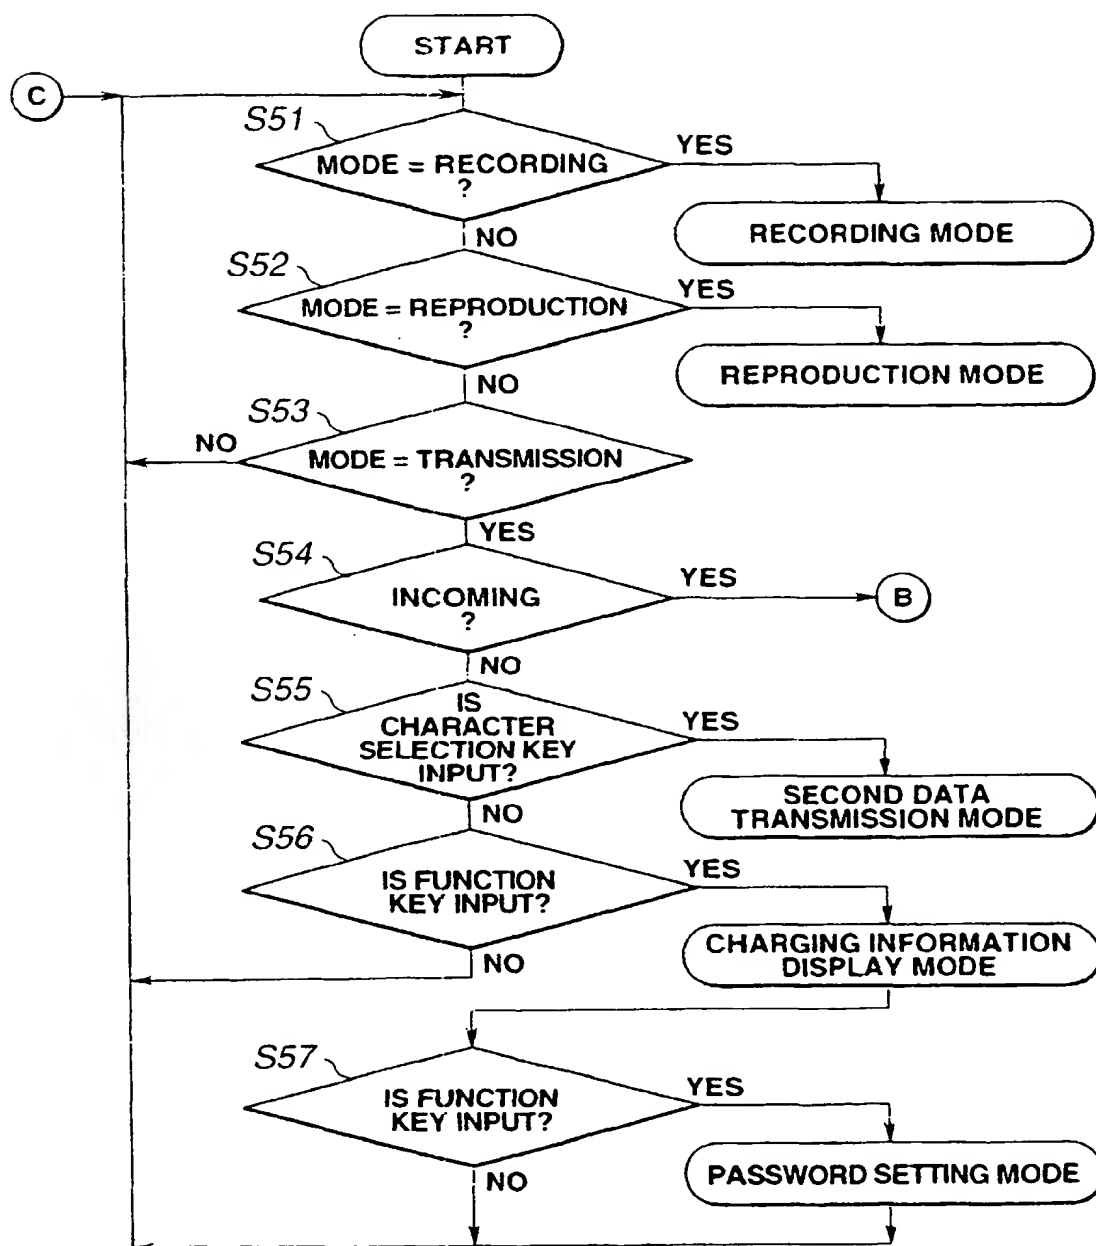 START
C
S51
MODE = RECORDING
?
YES
RECORDING MODE
NO
S52
MODE = REPRODUCTION
?
YES
REPRODUCTION MODE
NO
S53
NO
MODE = TRANSMISSION
?
YES
S54
INCOMING
?
YES
B
NO
S55
IS
CHARACTER
SELECTION KEY
INPUT?
YES
SECOND DATA
TRANSMISSION MODE
NO
S56
IS FUNCTION
KEY INPUT?
YES
CHARGING INFORMATION
DISPLAY MODE
NO
S57
IS FUNCTION
KEY INPUT?
YES
PASSWORD SETTING MODE
NO